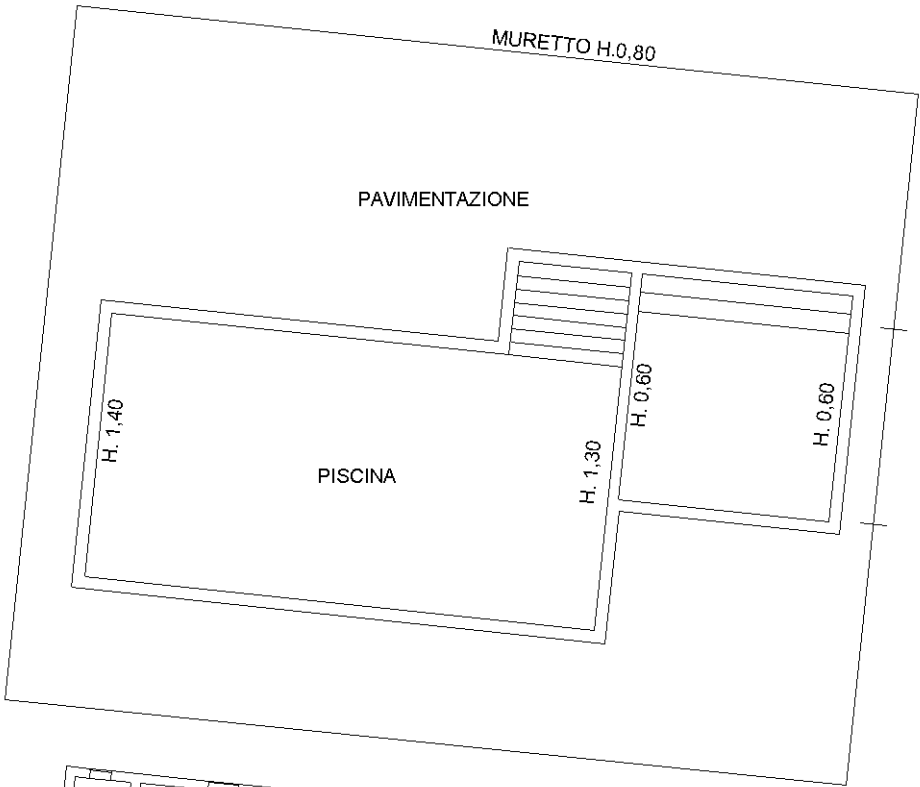 MURETTO H.0,80
PAVIMENTAZIONE
H. 1,40
PISCINA
H. 1,30
H. 0,60
H. 0,60